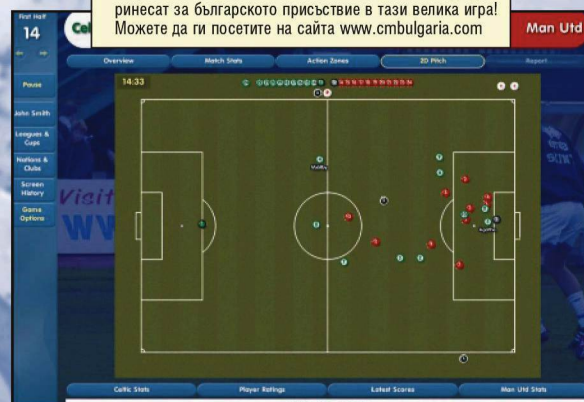 ринесат за българското присъствие в тази велика игра!
Можете да ги посетите на сайта www.cmbulgaria.com
First Half
14
Man Utd
Overview
Match Stats
Action Zones
2D Pitch
Report
Pause
John Smith
Leagues &
Cups
Nations &
Clubs
Screen
History
Game
Options
14:33
Visit
Celtic Stats
Player Ratings
Latest Scores
Man Utd Stats